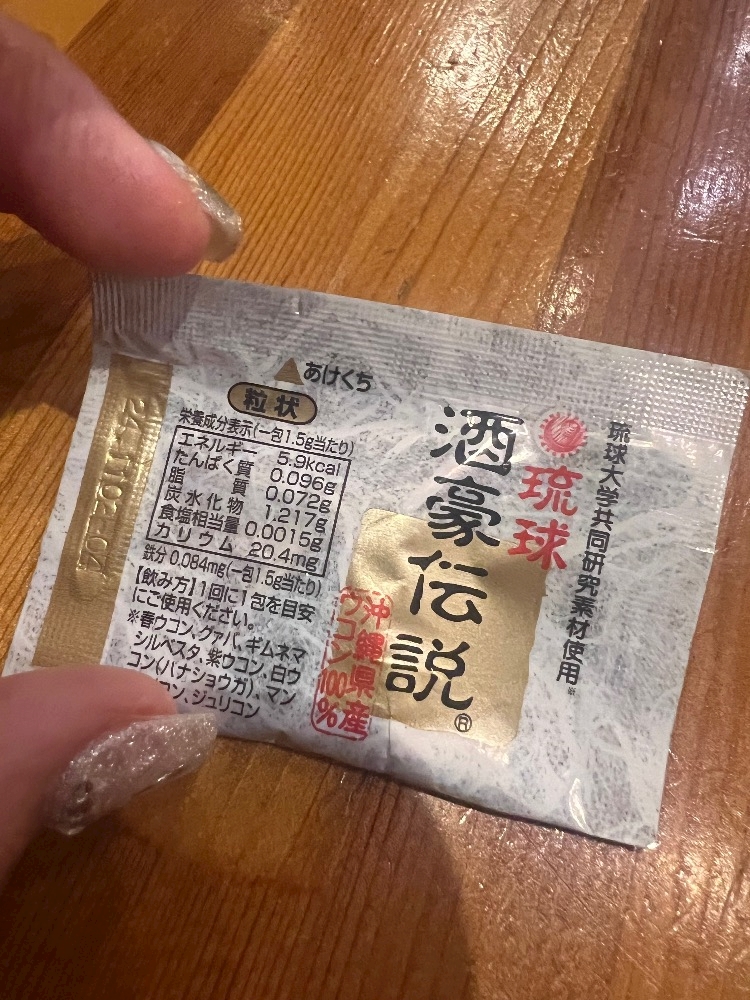 あけくち
粒状
栄養成分表示(一包1.5g当たり)
エネルギー 5.9kcal
たんぱく質 0.096g
脂質 0.072g
炭水化物 1.217g
食塩相当量 0.0015g
カリウム 20.4mg
鉄分 0.084mg(一包1.5g当たり)
【飲み方】1回に1包を目安
にご使用ください。
※春ウコン、グァバ、ギムネマ
シルベスタ、紫ウコン、白ウ
コン(ハナショウガ)、マン
コン、ジュリコン
琉球大学共同研究素材使用※
琉球
酒豪伝説®
沖縄県産
ウコン100%